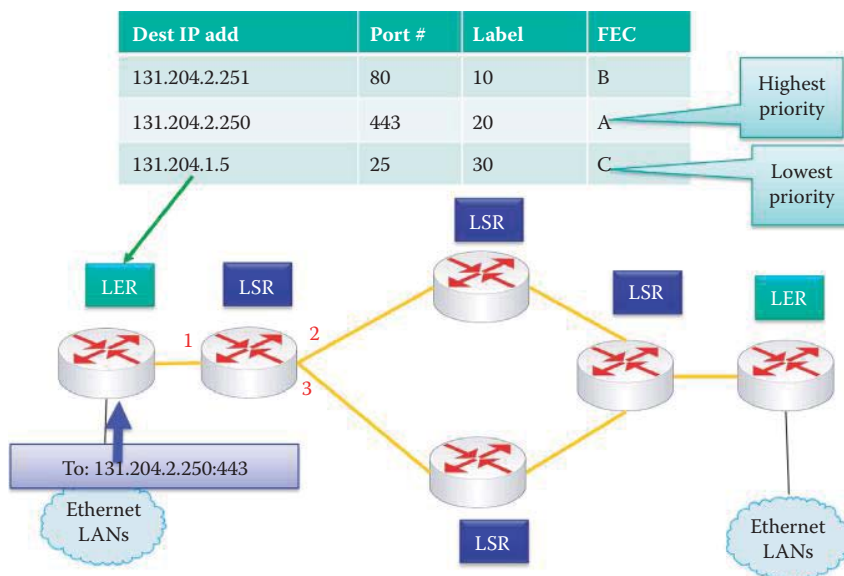 Dest IP add Port # Label FEC
131.204.2.251 80 10 B
131.204.2.250 443 20 A
131.204.1.5 25 30 C
Highest
priority
Lowest
priority
LSR
LER
LSR
LSR
LER
1
2
3
To: 131.204.2.250:443
Ethernet
LANs
LSR
Ethernet
LANs